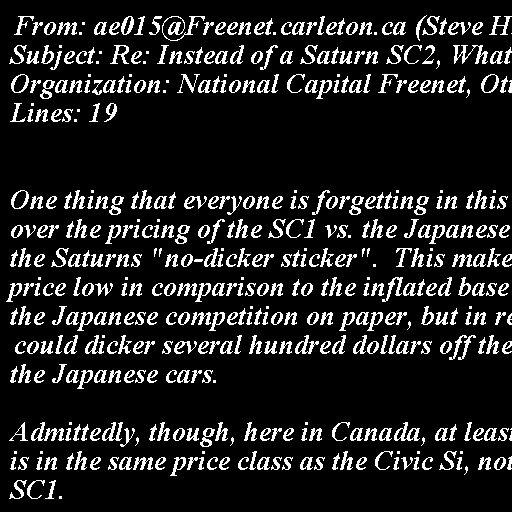 From: ae015@Freenet.carleton.ca (Steve H
Subject: Re: Instead of a Saturn SC2, What
Organization: National Capital Freenet, Ott
Lines: 19
One thing that everyone is forgetting in this
over the pricing of the SC1 vs. the Japanese
the Saturns "no-dicker sticker".  This make
price low in comparison to the inflated base
the Japanese competition on paper, but in re
could dicker several hundred dollars off the
the Japanese cars.
Admittedly, though, here in Canada, at least
is in the same price class as the Civic Si, not
SC1.